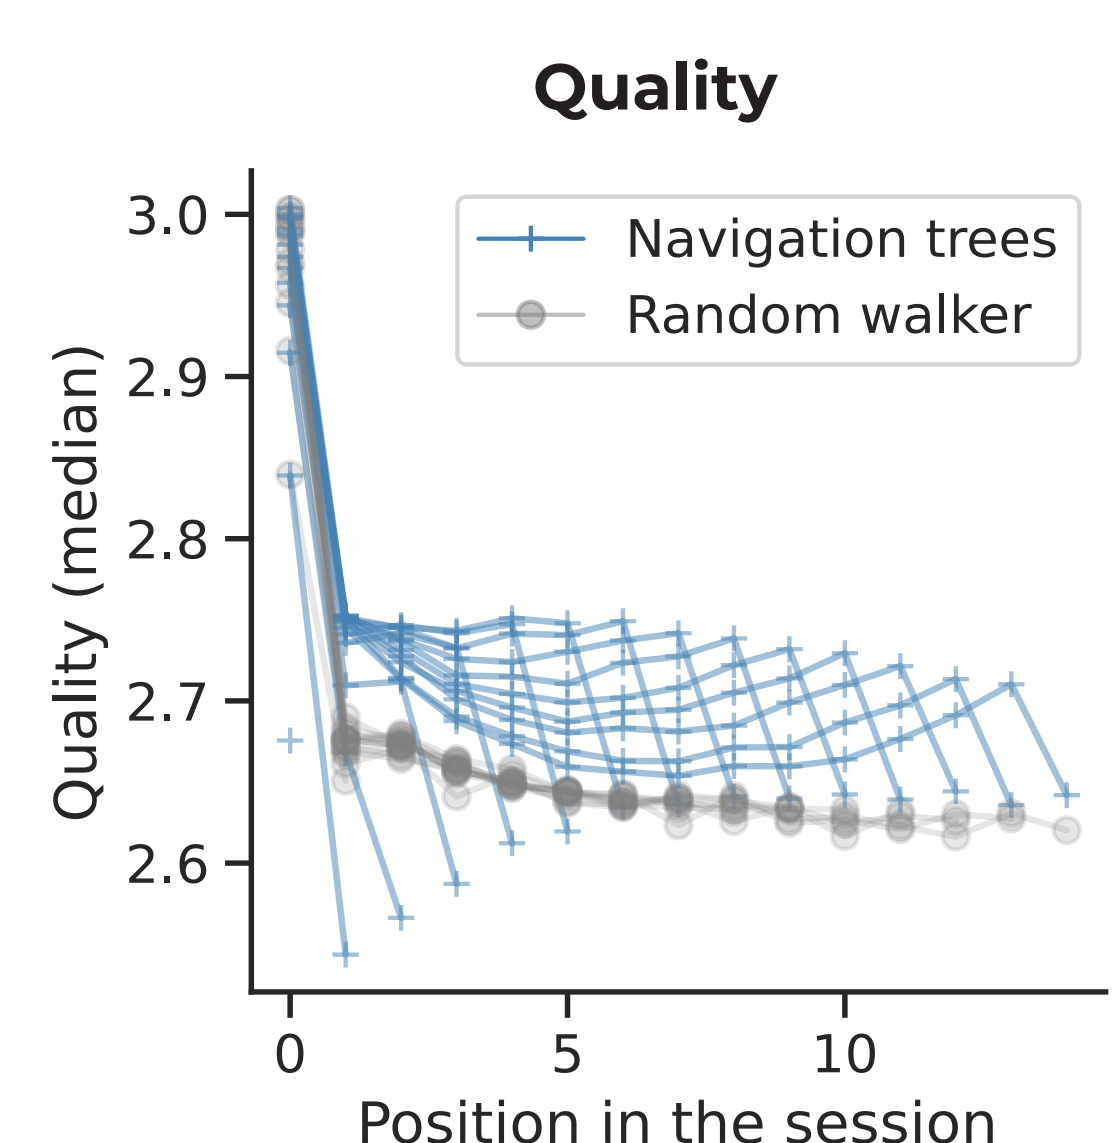 Quality
Navigation trees
Random walker
Quality (median)
3.0
2.9
2.8
2.7
2.6
0 5 10
Position in the session